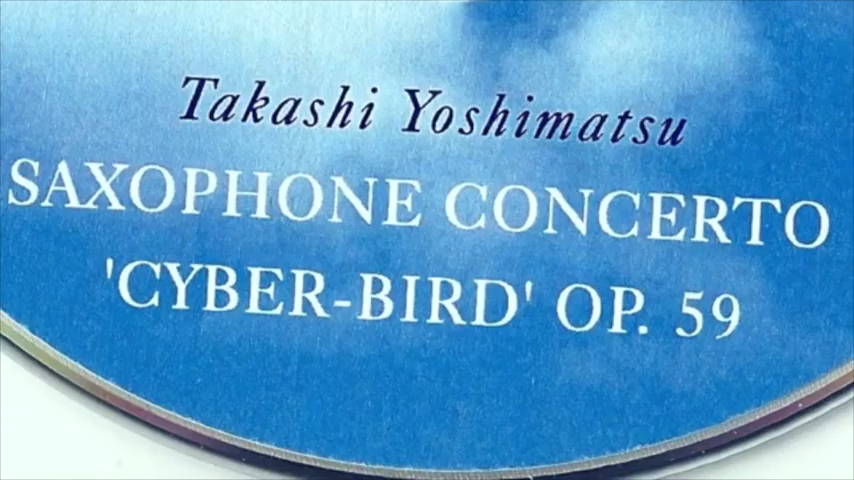 Takashi Yoshimatsu
SAXOPHONE CONCERTO
'CYBER-BIRD' OP. 59